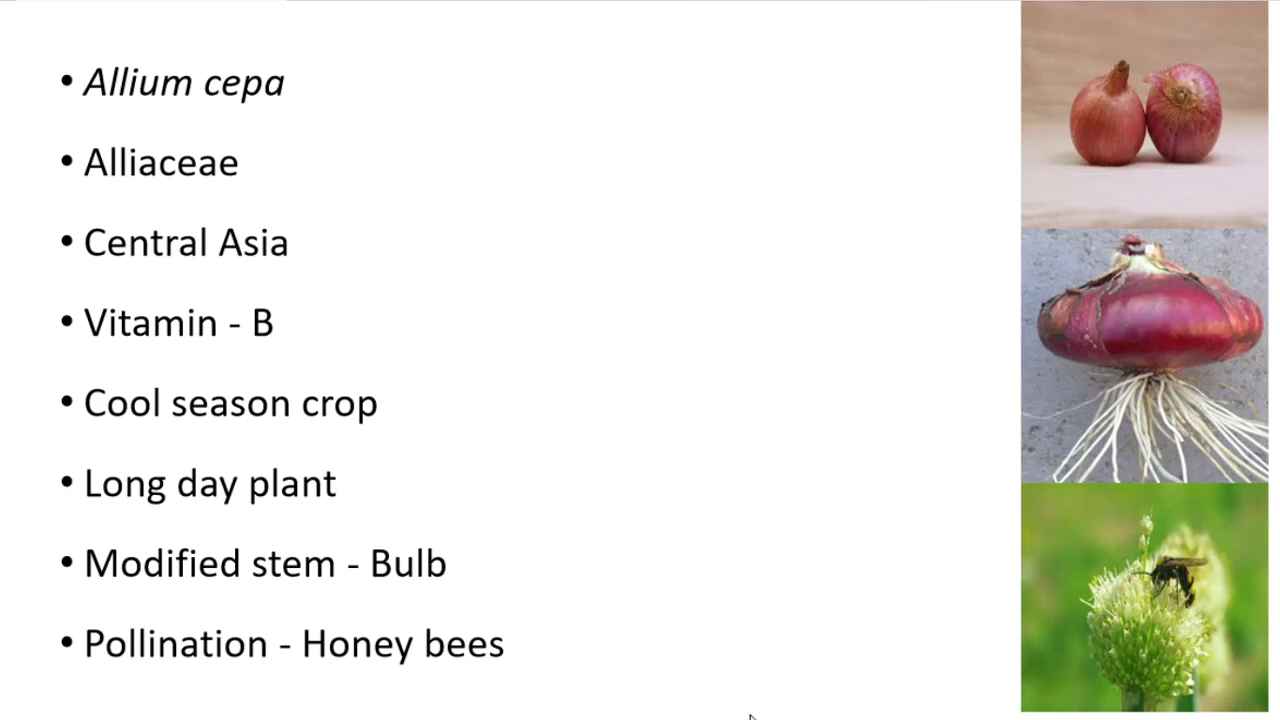 • Allium cepa
• Alliaceae
• Central Asia
• Vitamin - B
• Cool season crop
• Long day plant
• Modified stem - Bulb
• Pollination - Honey bees